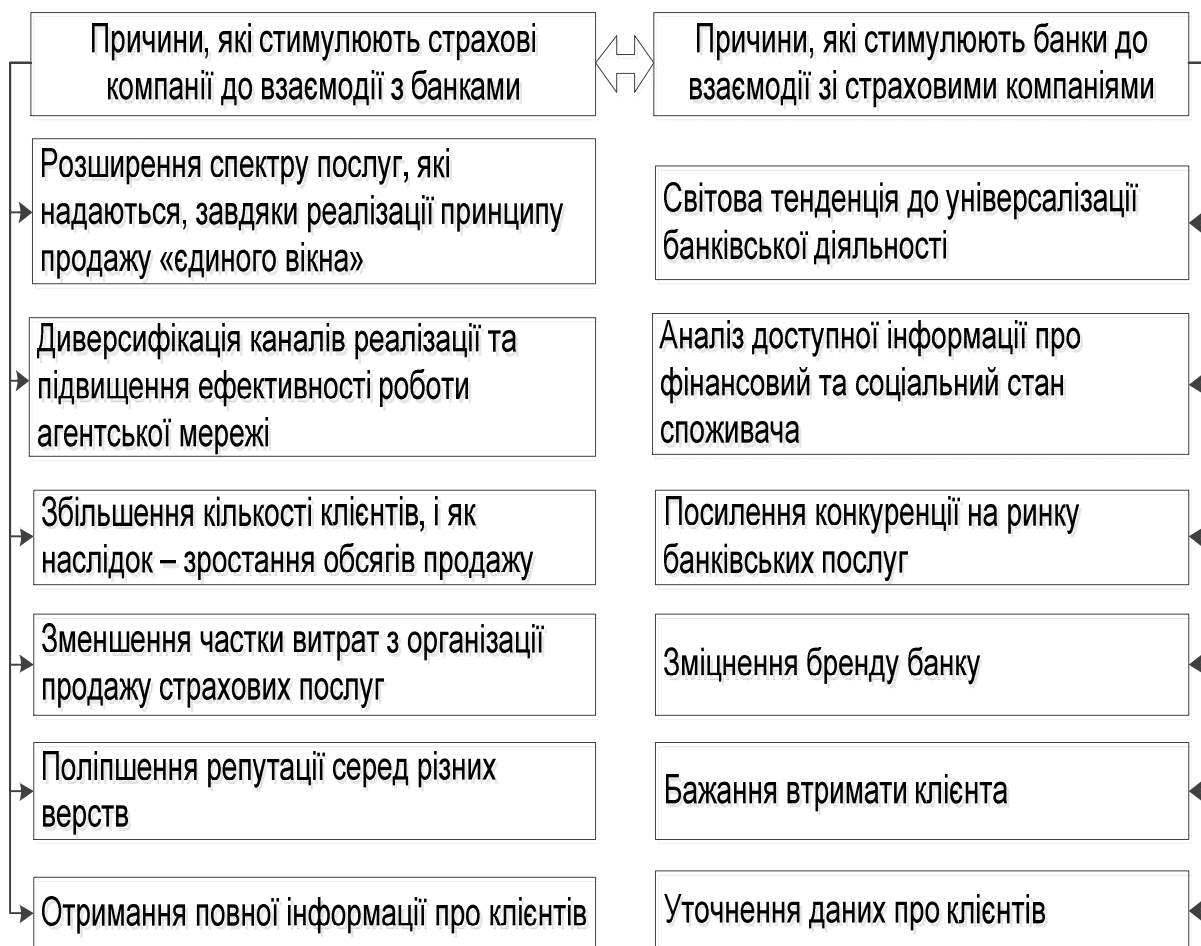 Причини, які стимулюють страхові
компанії до взаємодії з банками
Розширення спектру послуг, які
надаються, завдяки реалізації принципу
продажу «єдиного вікна»
Диверсифікація каналів реалізації та
підвищення ефективності роботи
агентської мережі
Збільшення кількості клієнтів, і як
наслідок – зростання обсягів продажу
Зменшення частки витрат з організації
продажу страхових послуг
Поліпшення репутації серед різних
верств
Отримання повної інформації про клієнтів
Причини, які стимулюють банки до
взаємодії зі страховими компаніями
Світова тенденція до універсалізації
банківської діяльності
Аналіз доступної інформації про
фінансовий та соціальний стан
споживача
Посилення конкуренції на ринку
банківських послуг
Зміцнення бренду банку
Бажання втримати клієнта
Уточнення даних про клієнтів